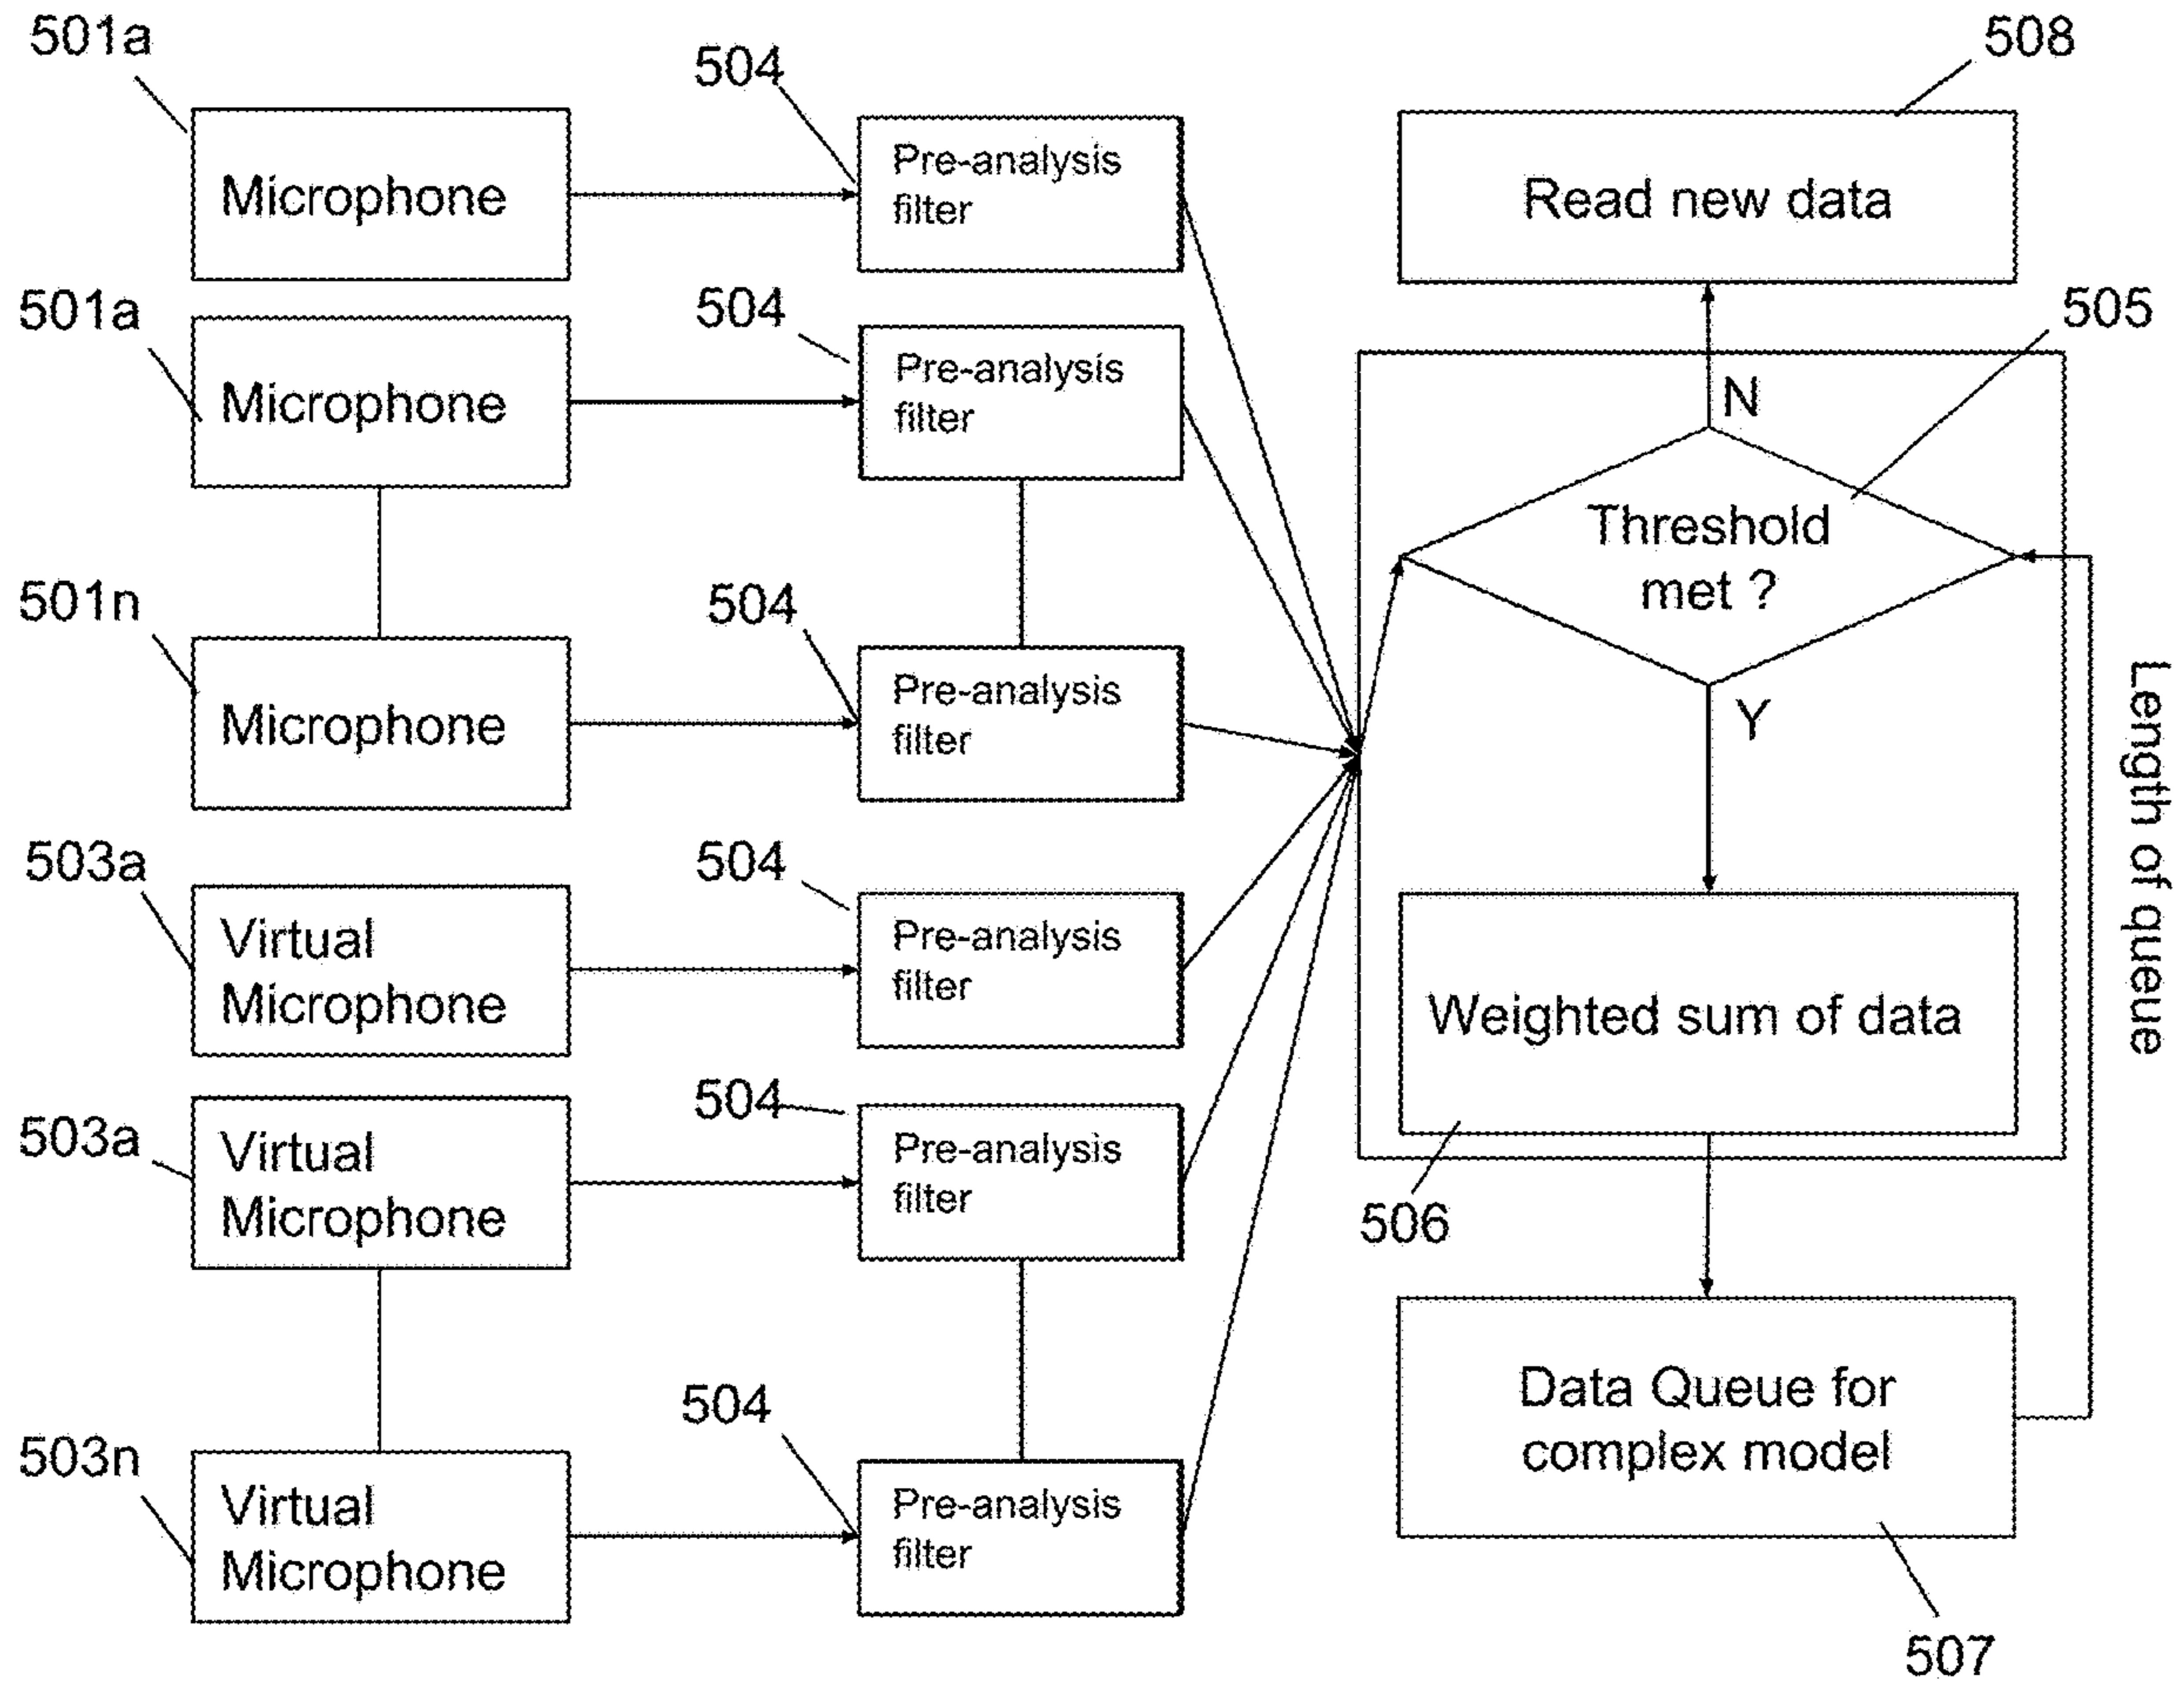 501a
504
508
Microphone
Pre-analysis
filter
Read new data
501a
504
505
Microphone
Pre-analysis
filter
N
Threshold
met ?
501n
504
Microphone
Pre-analysis
filter
Y
Length of queue
503a
504
Virtual
Microphone
Pre-analysis
filter
Weighted sum of data
503a
504
Virtual
Microphone
Pre-analysis
filter
506
503n
504
Virtual
Microphone
Pre-analysis
filter
Data Queue for
complex model
507